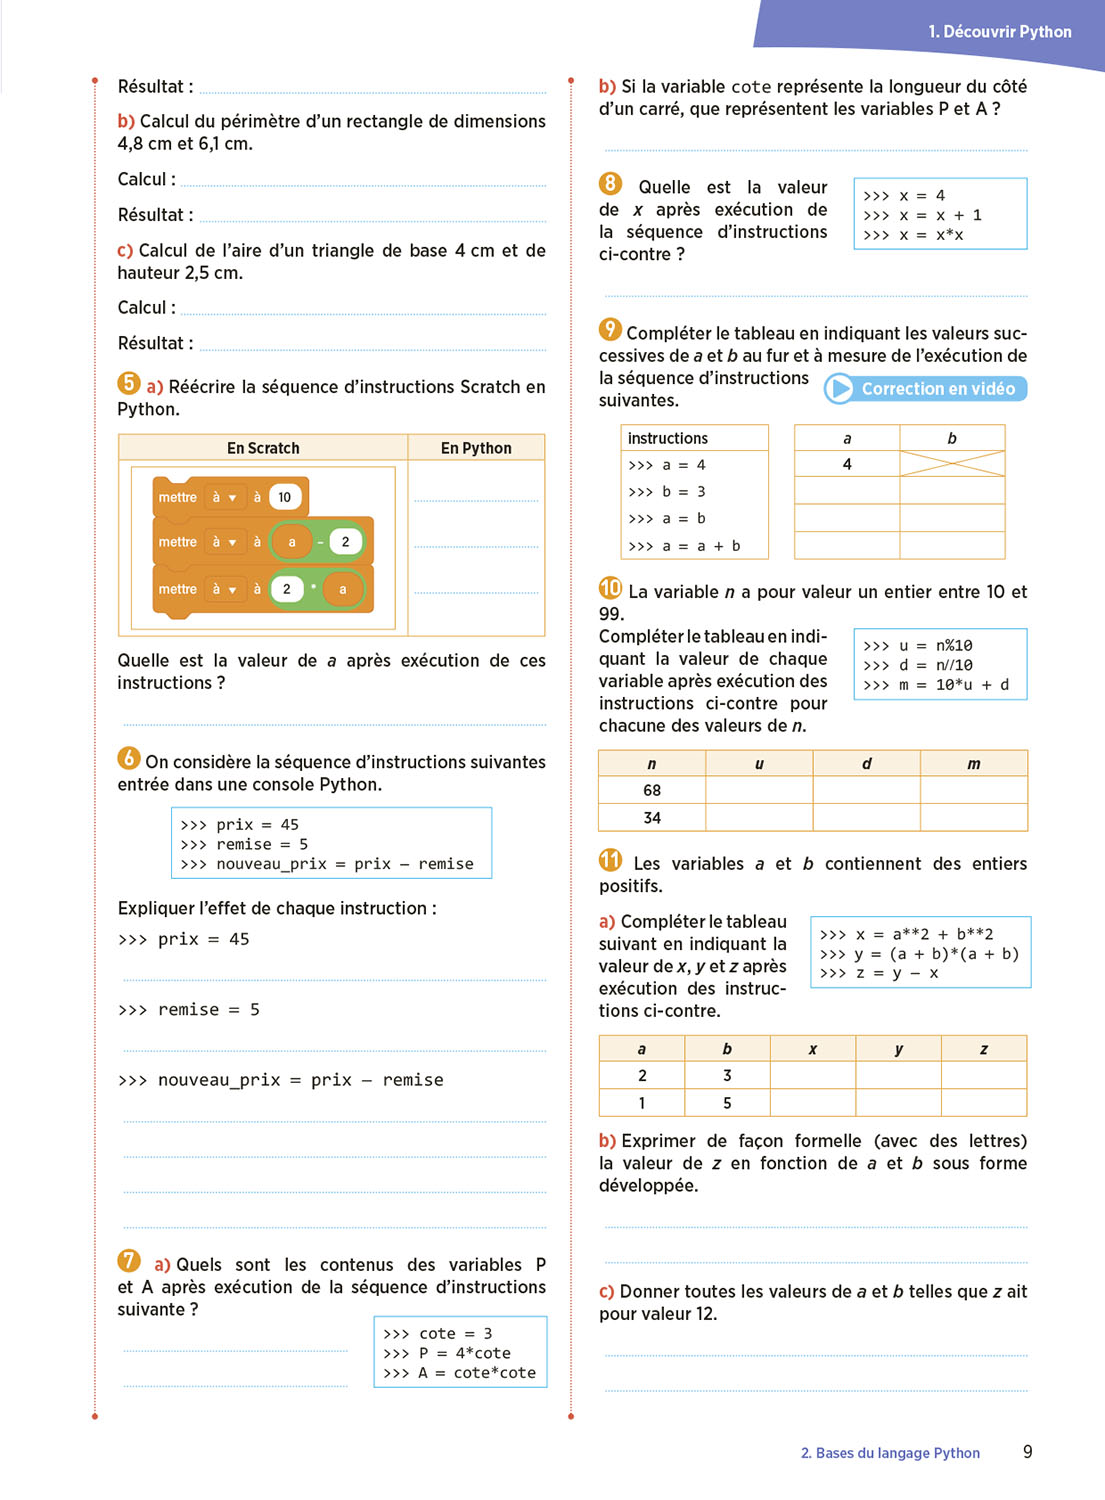 1. Découvrir Python
Résultat :
b) Calcul du périmètre d’un rectangle de dimensions
4,8 cm et 6,1 cm.
Calcul :
Résultat :
c) Calcul de l’aire d’un triangle de base 4 cm et de
hauteur 2,5 cm.
Calcul :
Résultat :
5 a) Réécrire la séquence d’instructions Scratch en
Python.
En Scratch En Python
mettre à ▾ à 10
mettre à ▾ à a - 2
mettre à ▾ à 2 * a
Quelle est la valeur de a après exécution de ces
instructions ?
6 On considère la séquence d’instructions suivantes
entrée dans une console Python.
>>> prix = 45
>>> remise = 5
>>> nouveau_prix = prix – remise
Expliquer l’effet de chaque instruction :
>>> prix = 45
>>> remise = 5
>>> nouveau_prix = prix – remise
7 a) Quels sont les contenus des variables P
et A après exécution de la séquence d’instructions
suivante ?
>>> cote = 3
>>> P = 4*cote
>>> A = cote*cote
b) Si la variable cote représente la longueur du côté
d’un carré, que représentent les variables P et A ?
8 Quelle est la valeur
de x après exécution de
la séquence d’instructions
ci-contre ?
>>> x = 4
>>> x = x + 1
>>> x = x*x
9 Compléter le tableau en indiquant les valeurs suc-
cessives de a et b au fur et à mesure de l’exécution de
la séquence d’instructions
suivantes.
Correction en vidéo
instructions
>>> a = 4
>>> b = 3
>>> a = b
>>> a = a + b
a b
4
10 La variable n a pour valeur un entier entre 10 et
99.
Compléter le tableau en indi-
quant la valeur de chaque
variable après exécution des
instructions ci-contre pour
chacune des valeurs de n.
>>> u = n%10
>>> d = n//10
>>> m = 10*u + d
n u d m
68
34
11 Les variables a et b contiennent des entiers
positifs.
a) Compléter le tableau
suivant en indiquant la
valeur de x, y et z après
exécution des instruc-
tions ci-contre.
>>> x = a**2 + b**2
>>> y = (a + b)*(a + b)
>>> z = y – x
a b x y z
2 3
1 5
b) Exprimer de façon formelle (avec des lettres)
la valeur de z en fonction de a et b sous forme
développée.
c) Donner toutes les valeurs de a et b telles que z ait
pour valeur 12.
2. Bases du langage Python 9